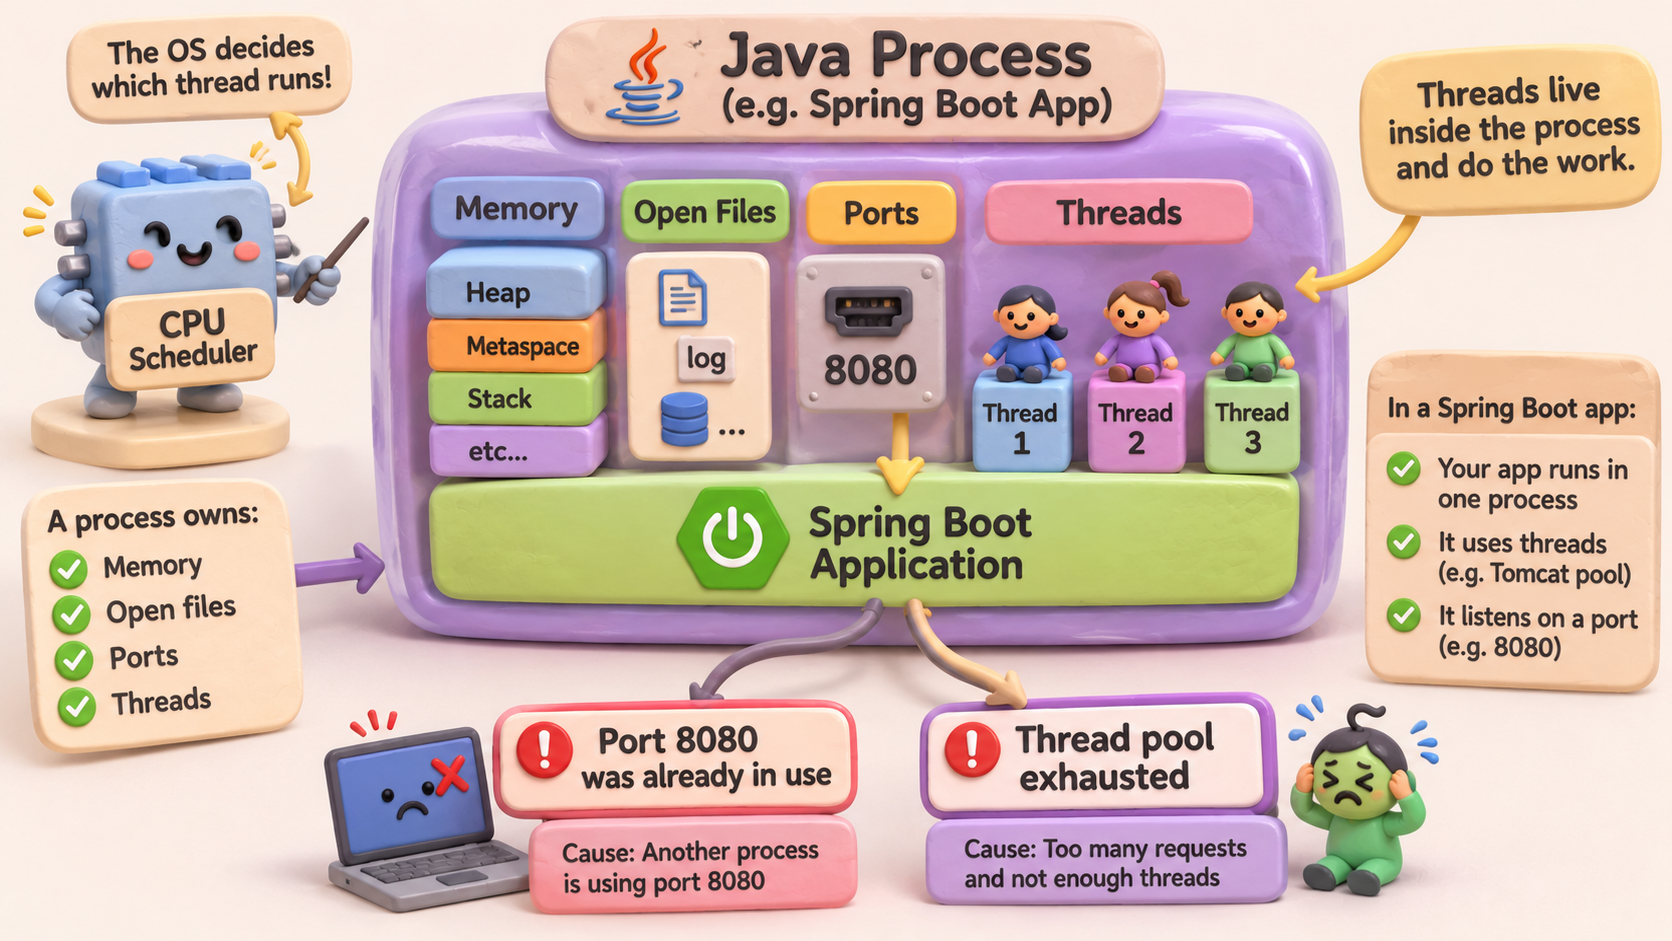 The OS decides
which thread runs!
Java Process
(e.g. Spring Boot App)
Threads live
inside the process
and do the work.
CPU
Scheduler
Memory
Heap
Metaspace
Stack
etc...
Open Files
log
...
Ports
8080
Threads
Thread
1
Thread
2
Thread
3
Spring Boot
Application
A process owns:
Memory
Open files
Ports
Threads
In a Spring Boot app:
Your app runs in
one process
It uses threads
(e.g. Tomcat pool)
It listens on a port
(e.g. 8080)
! Port 8080
was already in use
Cause: Another process
is using port 8080
! Thread pool
exhausted
Cause: Too many requests
and not enough threads